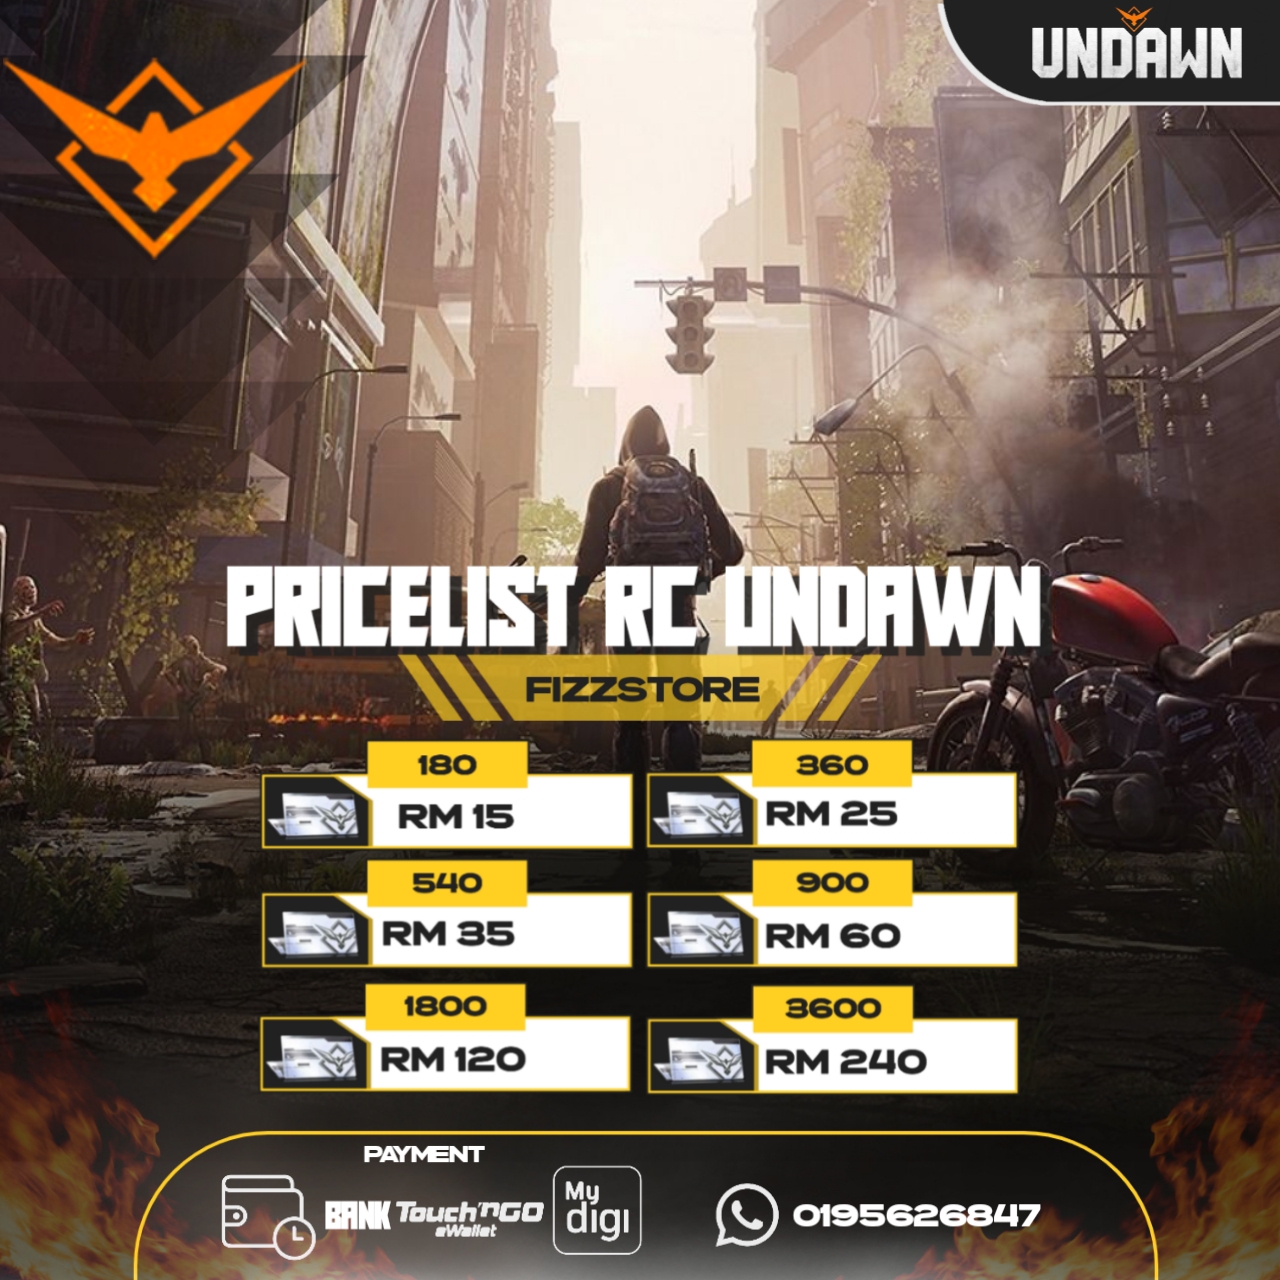 UNDAWN
PRICELIST RC UNDAWN
FIZZSTORE
180
RM 15
360
RM 25
540
RM 35
900
RM 60
1800
RM 120
3600
RM 240
PAYMENT
BANK
Touch'nGO
eWallet
My
digi
0195626847